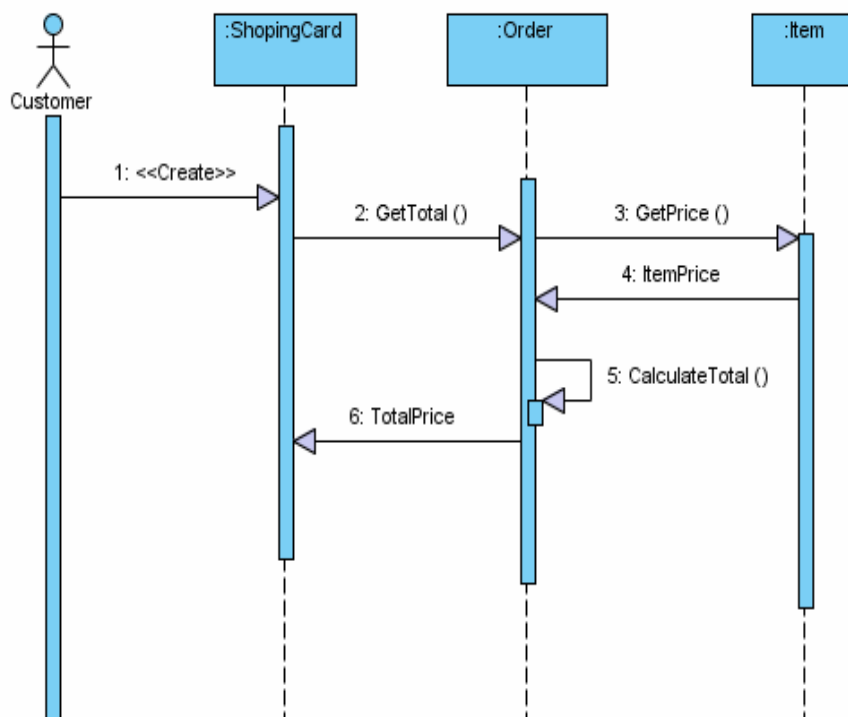 :ShopingCard
:Order
:Item
Customer
1: <<Create>>
2: GetTotal ()
3: GetPrice ()
4: ItemPrice
5: CalculateTotal ()
6: TotalPrice